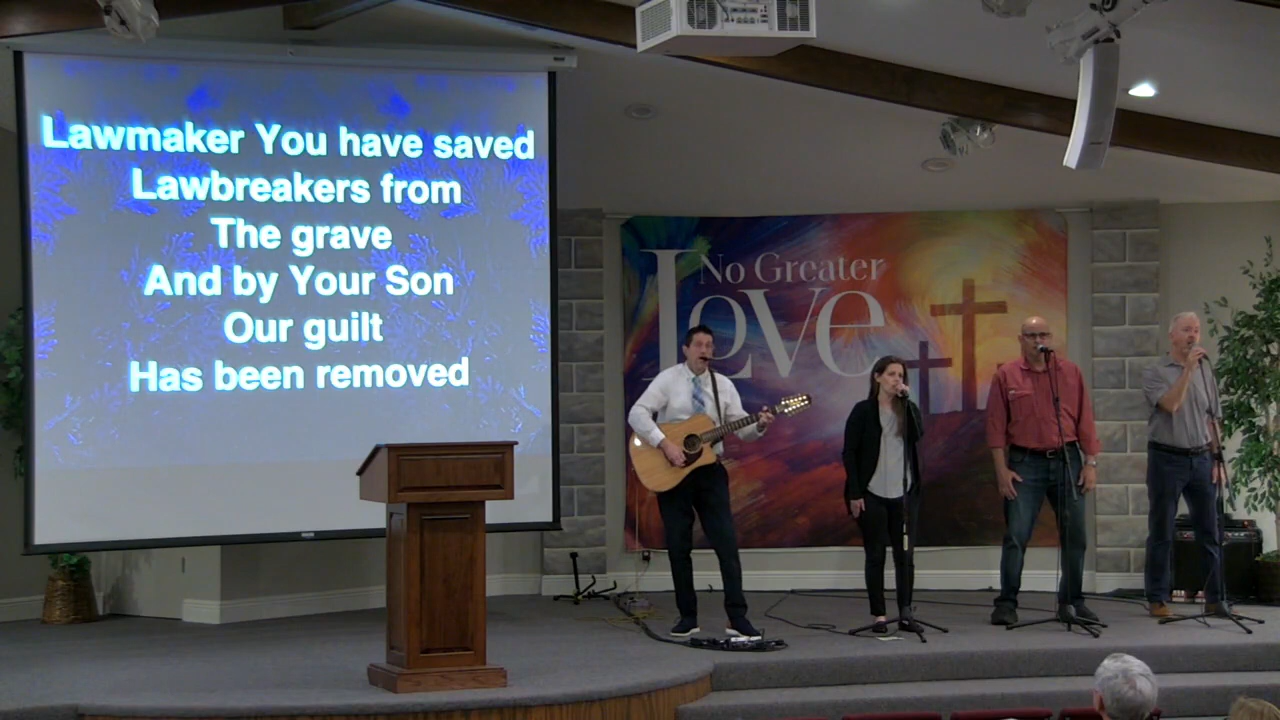 Lawmaker You have saved
Lawbreakers from
The grave
And by Your Son
Our guilt
Has been removed
No Greater
Love